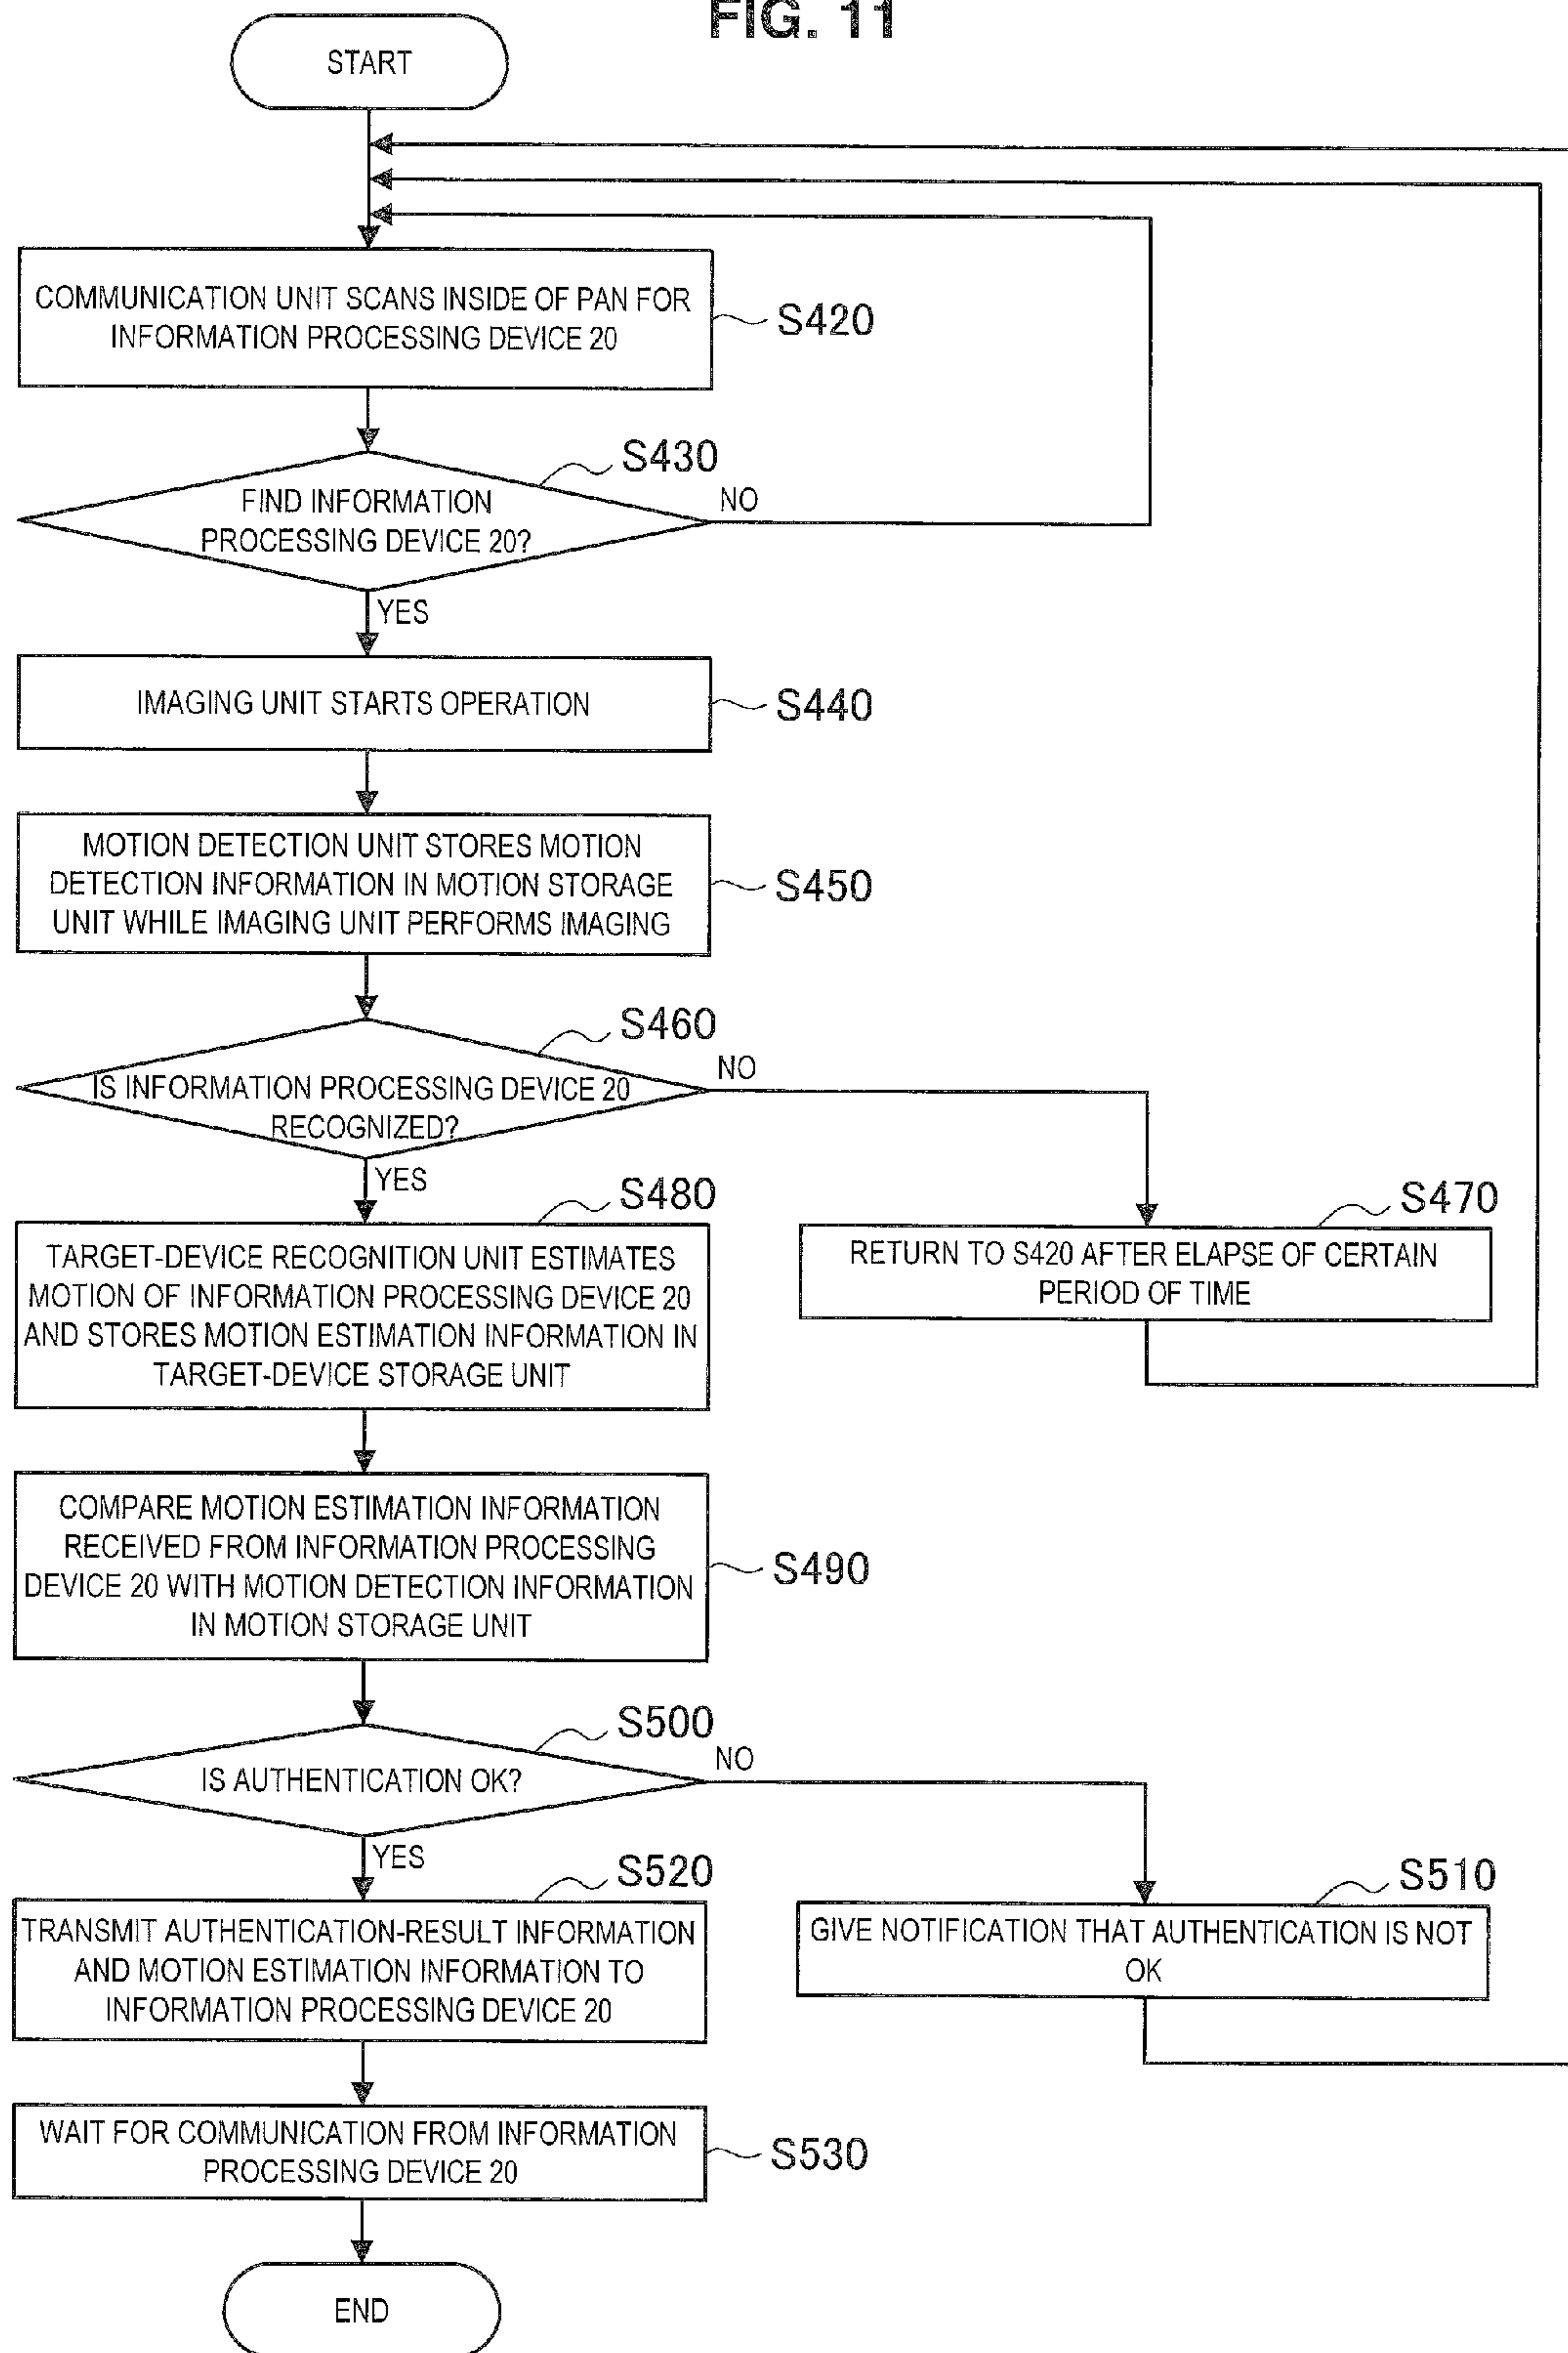 FIG. 11
START
COMMUNICATION UNIT SCANS INSIDE OF PAN FOR
INFORMATION PROCESSING DEVICE 20
S420
S430
FIND INFORMATION
PROCESSING DEVICE 20?
NO
YES
IMAGING UNIT STARTS OPERATION
S440
MOTION DETECTION UNIT STORES MOTION
DETECTION INFORMATION IN MOTION STORAGE
UNIT WHILE IMAGING UNIT PERFORMS IMAGING
S450
S460
IS INFORMATION PROCESSING DEVICE 20
RECOGNIZED?
NO
YES
S470
RETURN TO S420 AFTER ELAPSE OF CERTAIN
PERIOD OF TIME
S480
TARGET-DEVICE RECOGNITION UNIT ESTIMATES
MOTION OF INFORMATION PROCESSING DEVICE 20
AND STORES MOTION ESTIMATION INFORMATION IN
TARGET-DEVICE STORAGE UNIT
COMPARE MOTION ESTIMATION INFORMATION
RECEIVED FROM INFORMATION PROCESSING
DEVICE 20 WITH MOTION DETECTION INFORMATION
IN MOTION STORAGE UNIT
S490
S500
IS AUTHENTICATION OK?
NO
YES
S510
GIVE NOTIFICATION THAT AUTHENTICATION IS NOT
OK
S520
TRANSMIT AUTHENTICATION-RESULT INFORMATION
AND MOTION ESTIMATION INFORMATION TO
INFORMATION PROCESSING DEVICE 20
WAIT FOR COMMUNICATION FROM INFORMATION
PROCESSING DEVICE 20
S530
END